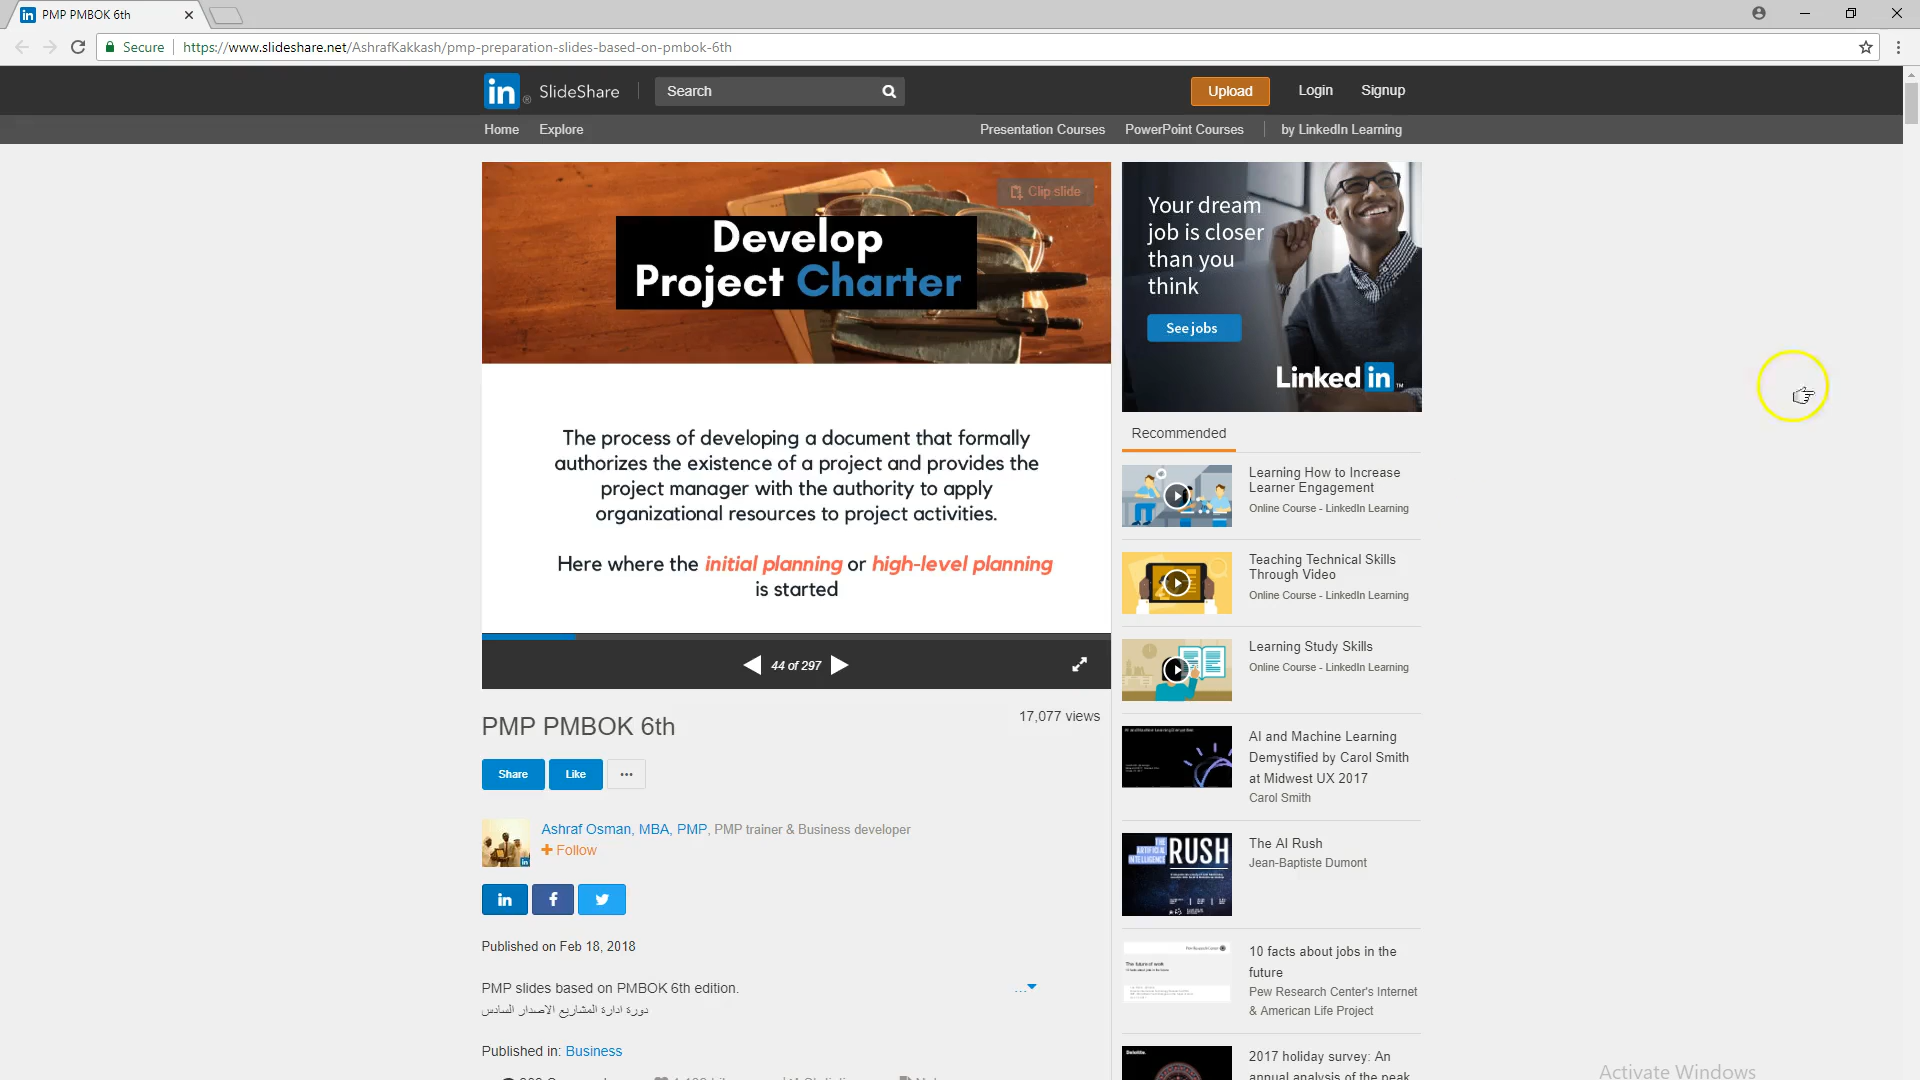 PMP PMBOK 6th
Secure
https://www.slideshare.net/AshrafKakkash/pmp-preparation-slides-based-on-pmbok-6th
in SlideShare
Search
Upload
Login
Signup
Home
Explore
Presentation Courses
PowerPoint Courses
by LinkedIn Learning
Clip slide
Develop
Project Charter
The process of developing a document that formally
authorizes the existence of a project and provides the
project manager with the authority to apply
organizational resources to project activities.
Here where the initial planning or high-level planning
is started
44 of 297
Your dream
job is closer
than you
think
See jobs
Linked in
Recommended
Learning How to Increase
Learner Engagement
Online Course - LinkedIn Learning
Teaching Technical Skills
Through Video
Online Course - LinkedIn Learning
Learning Study Skills
Online Course - LinkedIn Learning
AI and Machine Learning
Demystified by Carol Smith
at Midwest UX 2017
Carol Smith
RUSH
The AI Rush
Jean-Baptiste Dumont
10 facts about jobs in the
future
Pew Research Center's Internet
& American Life Project
2017 holiday survey: An
annual analysis of the peak
PMP PMBOK 6th
17,077 views
Share
Like
...
Ashraf Osman, MBA, PMP, PMP trainer & Business developer
+ Follow
Published on Feb 18, 2018
PMP slides based on PMBOK 6th edition.
...
دورة ادارة المشاريع الاصدار السادس
Published in: Business
Activate Windows